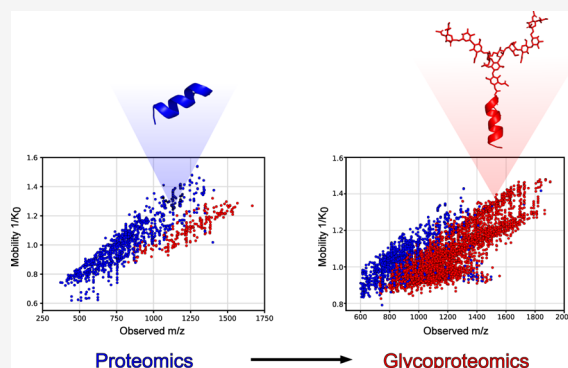 1.6
1.4
1.2
1.0
0.8
0.6
Mobility 1/K0
250 500 750 1000 1250 1500 1750
Observed m/z
1.6
1.4
1.2
1.0
0.8
Mobility 1/K0
600 800 1000 1200 1400 1600 1800
Observed m/z
Proteomics
Glycoproteomics